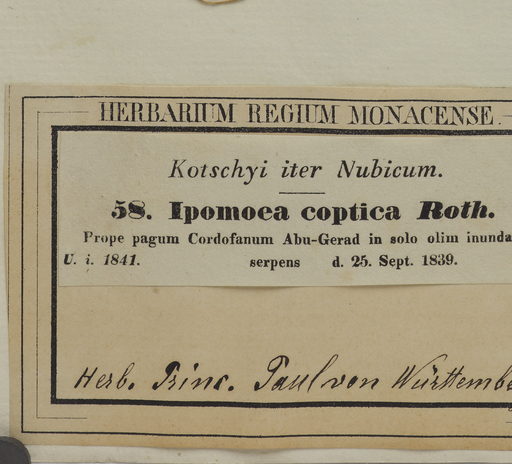 HERBARIUM REGIUM MONACENSE.
Kotschyi iter Nubicum.
58. Ipomoea coptica Roth.
Prope pagum Cordofanum Abu-Gerad in solo olim inunda
U. i. 1841. serpens d. 25. Sept. 1839.
Herb. Princ. Paul von Württembe